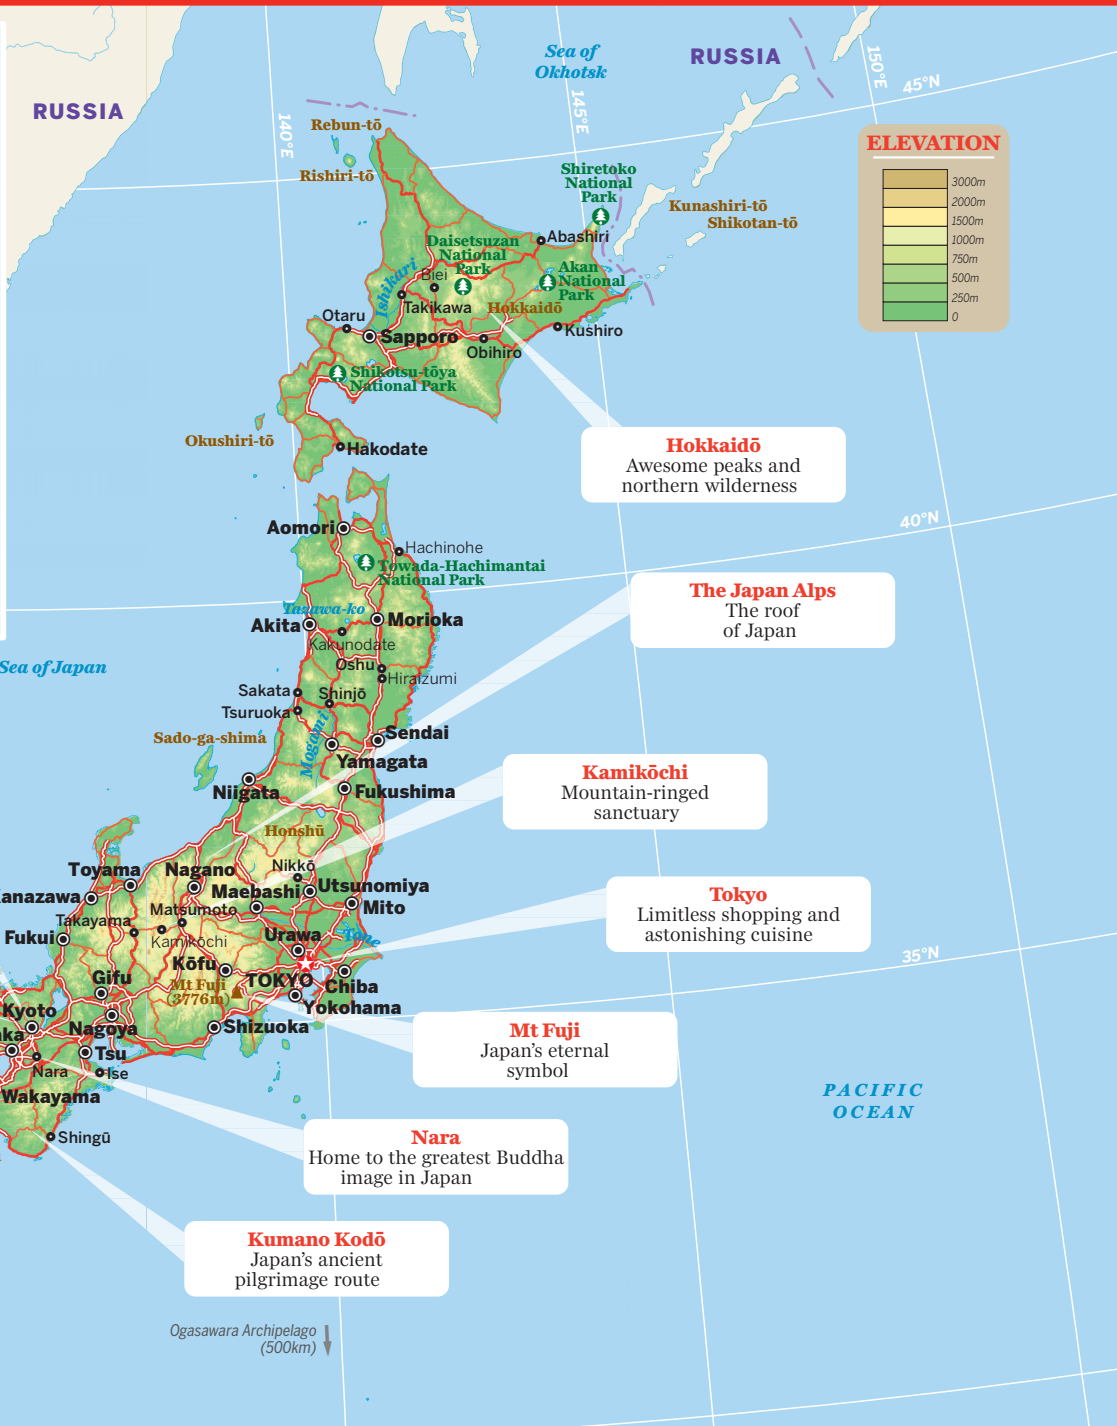 RUSSIA
Sea of
Okhotsk
RUSSIA
140°E
145°E
150°E
45°N
ELEVATION
3000m
2000m
1500m
1000m
750m
500m
250m
0
Rebun-tō
Rishiri-tō
Shiretoko
National
Park
Kunashiri-tō
Shikotan-tō
Abashiri
Daisetsuzan
National
Park
Akan
National
Park
Biei
Ishikari
Takikawa
Hokkaidō
Otaru
Sapporo
Obihiro
Kushiro
Shikotsu-tōya
National Park
Okushiri-tō
Hakodate
Hokkaidō
Awesome peaks and
northern wilderness
40°N
Aomori
Hachinohe
Towada-Hachimantai
National Park
The Japan Alps
The roof
of Japan
Tazawa-ko
Akita
Morioka
Kakunodate
Ōshu
Hiraizumi
Sea of Japan
Sakata
Shinjō
Tsuruoka
Mogami
Sado-ga-shima
Sendai
Yamagata
Niigata
Fukushima
Kamikōchi
Mountain-ringed
sanctuary
Honshū
Toyama
Nagano
Nikkō
Maebashi
Utsunomiya
anazawa
Matsumoto
Mito
Takayama
Kamikōchi
Fukui
Urawa
Tone
Tokyo
Limitless shopping and
astonishing cuisine
35°N
Kōfu
Gifu
Mt Fuji
(3776m)
TOKYO
Chiba
Yokohama
Kyoto
Nagoya
Shizuoka
ka
Tsu
Nara
Ise
Wakayama
Shingū
Mt Fuji
Japan's eternal
symbol
PACIFIC
OCEAN
Nara
Home to the greatest Buddha
image in Japan
Kumano Kodō
Japan's ancient
pilgrimage route
Ogasawara Archipelago
(500km)